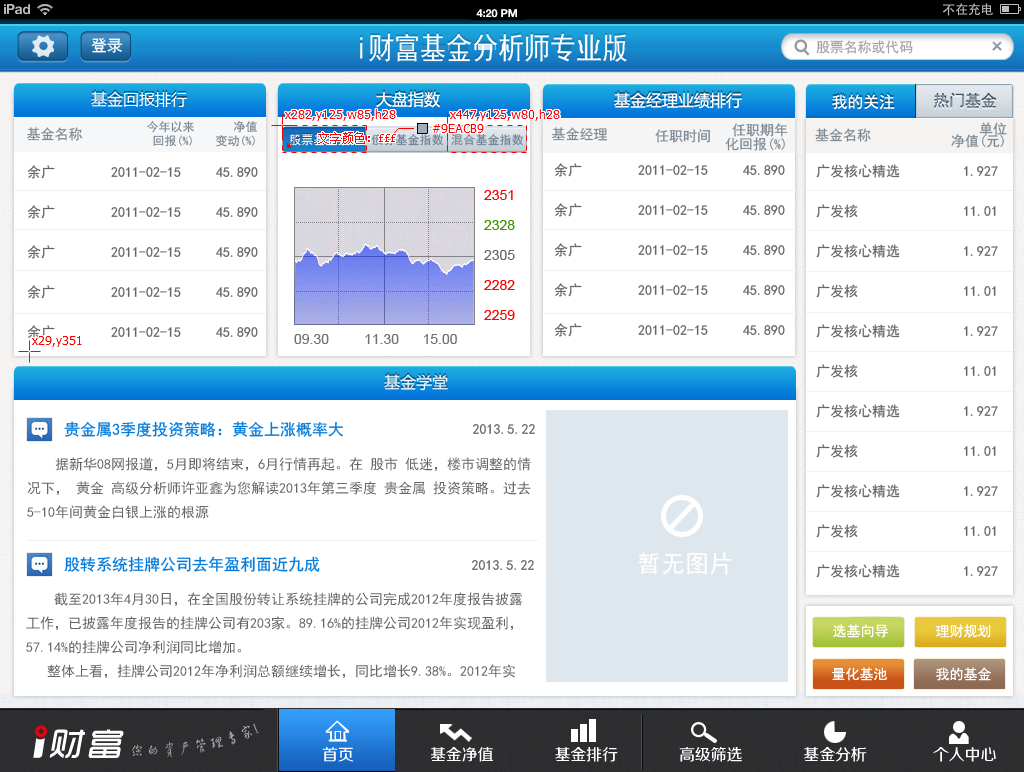 iPad 4:20 PM 不在充电
登录 i财富基金分析师专业版 股票名称或代码
基金回报排行
基金名称 今年以来回报(%) 净值变动(%)
余广 2011-02-15 45.890
余广 2011-02-15 45.890
余广 2011-02-15 45.890
余广 2011-02-15 45.890
余广 2011-02-15 45.890
x29,y351
大盘指数
x282,y125,w85,h28 x447,y125,w80,h28
#9EACB9
股票 文字颜色:ffff 基金指数 混合基金指数
2351
2328
2305
2282
2259
09.30 11.30 15.00
基金经理业绩排行
基金经理 任职时间 任职期年化回报(%)
余广 2011-02-15 45.890
余广 2011-02-15 45.890
余广 2011-02-15 45.890
余广 2011-02-15 45.890
余广 2011-02-15 45.890
我的关注 热门基金
基金名称 单位净值(元)
广发核心精选 1.927
广发核 11.01
广发核心精选 1.927
广发核 11.01
广发核心精选 1.927
广发核 11.01
广发核心精选 1.927
广发核 11.01
广发核心精选 1.927
广发核 11.01
广发核心精选 1.927
基金学堂
贵金属3季度投资策略：黄金上涨概率大 2013.5.22
据新华08网报道，5月即将结束，6月行情再起。在 股市 低迷，楼市调整的情
况下， 黄金 高级分析师许亚鑫为您解读2013年第三季度 贵金属 投资策略。过去
5-10年间黄金白银上涨的根源
股转系统挂牌公司去年盈利面近九成 2013.5.22
截至2013年4月30日，在全国股份转让系统挂牌的公司完成2012年度报告披露
工作，已披露年度报告的挂牌公司有203家。89.16%的挂牌公司2012年实现盈利，
57.14%的挂牌公司净利润同比增加。
整体上看，挂牌公司2012年净利润总额继续增长，同比增长9.38%。2012年实
暂无图片
选基向导 理财规划
量化基池 我的基金
i财富 您的资产管理专家!
首页 基金净值 基金排行 高级筛选 基金分析 个人中心